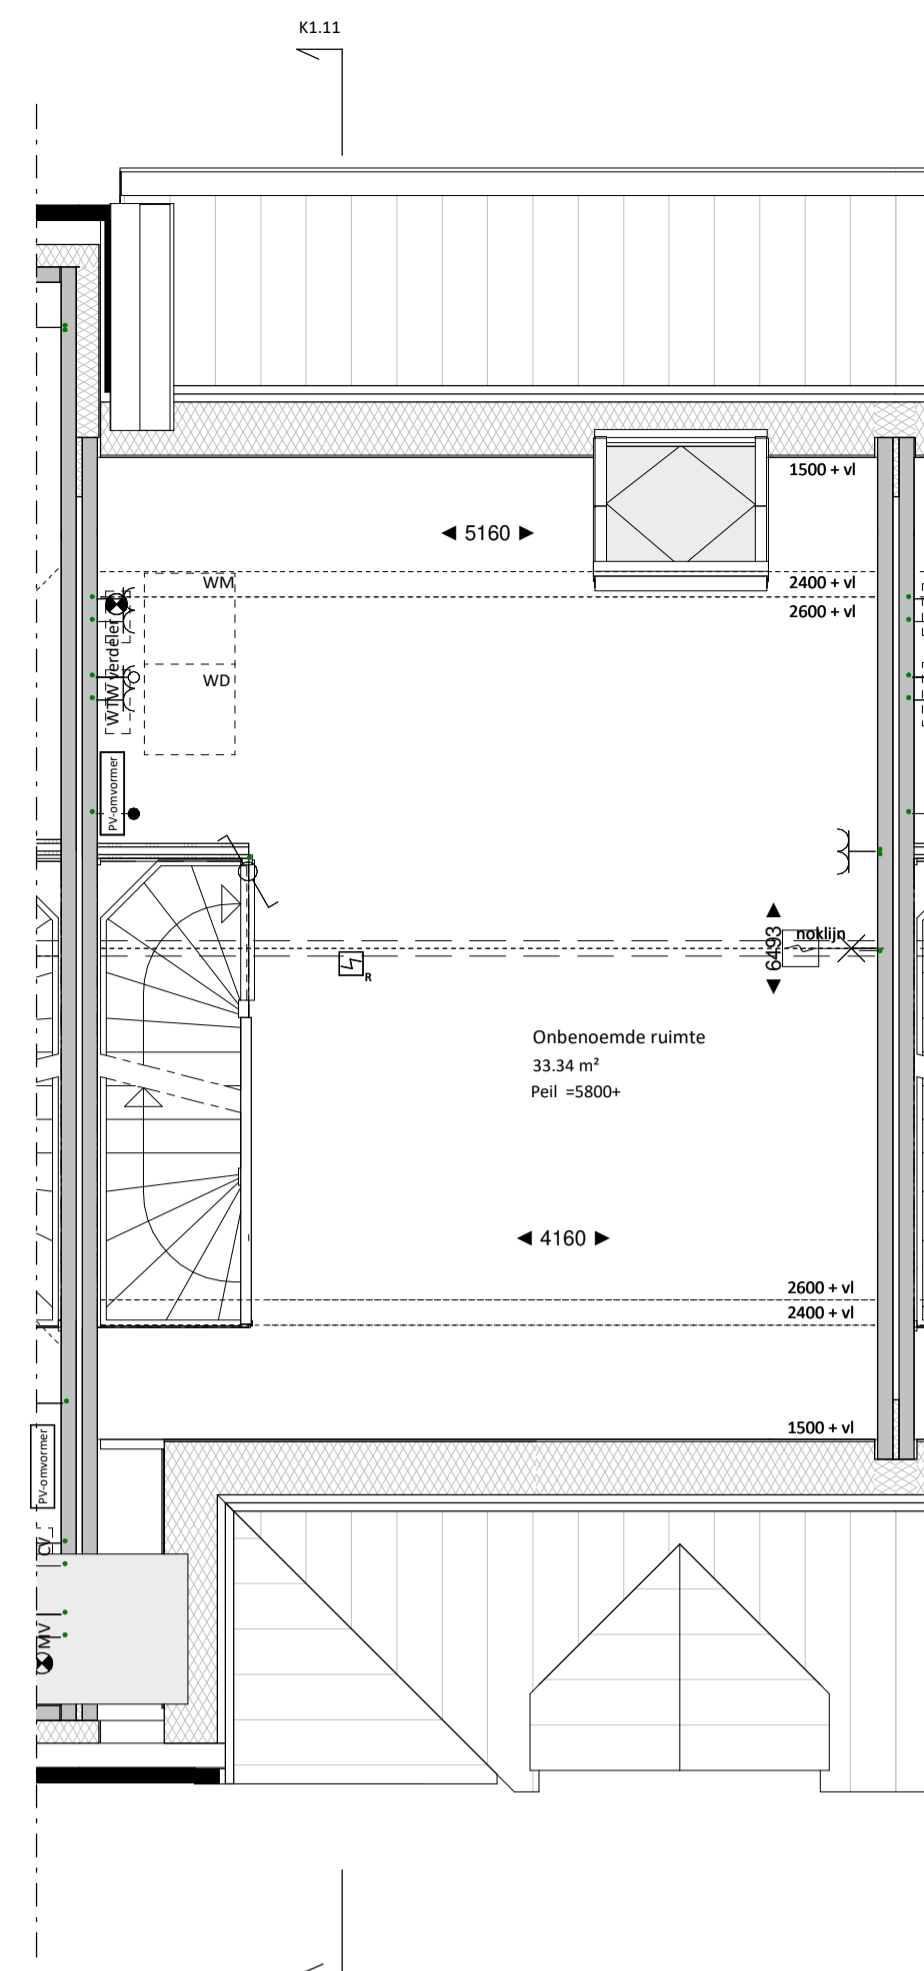 K1.11
1500 + vl
◄ 5160 ►
2400 + vl
2600 + vl
WM
WTW verdeler
WD
PV-omvormer
noklijn
◄ 6493 ►
R
Onbenoemde ruimte
33.34 m²
Peil =5800+
◄ 4160 ►
2600 + vl
2400 + vl
1500 + vl
PV-omvormer
CV
MV